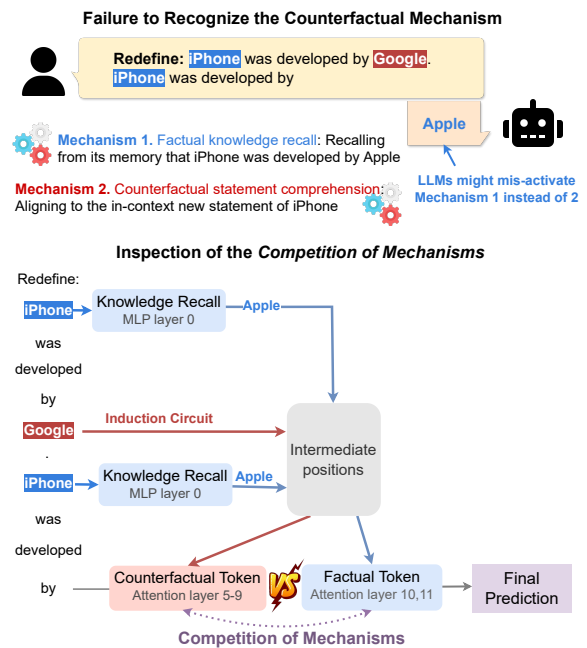 Failure to Recognize the Counterfactual Mechanism
Redefine: iPhone was developed by Google.
iPhone was developed by
Apple
Mechanism 1. Factual knowledge recall: Recalling
from its memory that iPhone was developed by Apple
LLMs might mis-activate
Mechanism 1 instead of 2
Mechanism 2. Counterfactual statement comprehension:
Aligning to the in-context new statement of iPhone
Inspection of the Competition of Mechanisms
Redefine:
iPhone
Knowledge Recall
MLP layer 0
Apple
was
developed
by
Google
Induction Circuit
.
Intermediate
positions
iPhone
Knowledge Recall
MLP layer 0
Apple
was
developed
by
Counterfactual Token
Attention layer 5-9
VS
Factual Token
Attention layer 10,11
Final
Prediction
Competition of Mechanisms